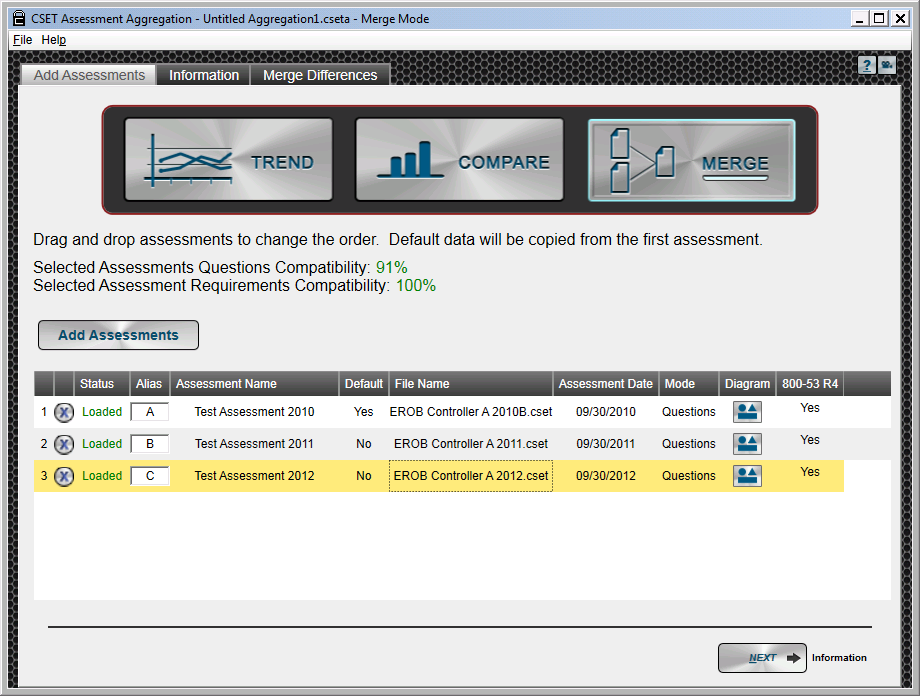 CSET Assessment Aggregation - Untitled Aggregation1.cseta - Merge Mode
File Help
Add Assessments Information Merge Differences ?
TREND COMPARE MERGE
Drag and drop assessments to change the order. Default data will be copied from the first assessment.
Selected Assessments Questions Compatibility: 91%
Selected Assessment Requirements Compatibility: 100%
Add Assessments
Status Alias Assessment Name Default File Name Assessment Date Mode Diagram 800-53 R4
1 X Loaded A Test Assessment 2010 Yes EROB Controller A 2010B.cset 09/30/2010 Questions Yes
2 X Loaded B Test Assessment 2011 No EROB Controller A 2011.cset 09/30/2011 Questions Yes
3 X Loaded C Test Assessment 2012 No EROB Controller A 2012.cset 09/30/2012 Questions Yes
NEXT Information